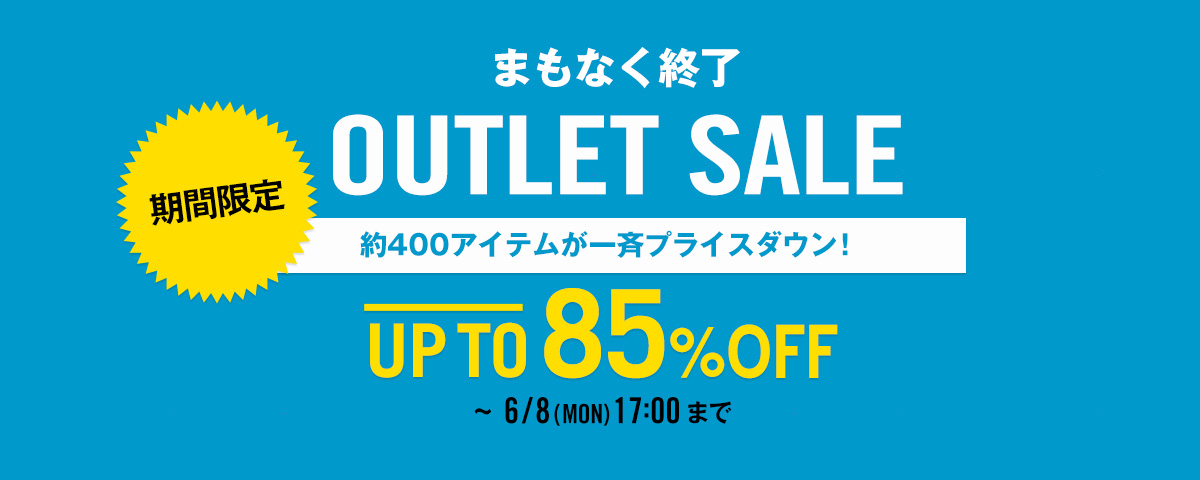 まもなく終了
OUTLET SALE
期間限定
約400アイテムが一斉プライスダウン!
UP TO 85%OFF
~ 6/8(MON)17:00 まで